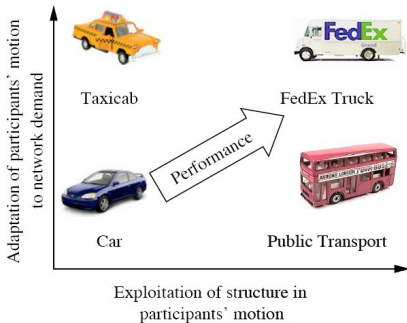 Adaptation of participants' motion
to network demand
Taxicab
FedEx
FedEx Truck
Performance
Car
Public Transport
Exploitation of structure in
participants' motion